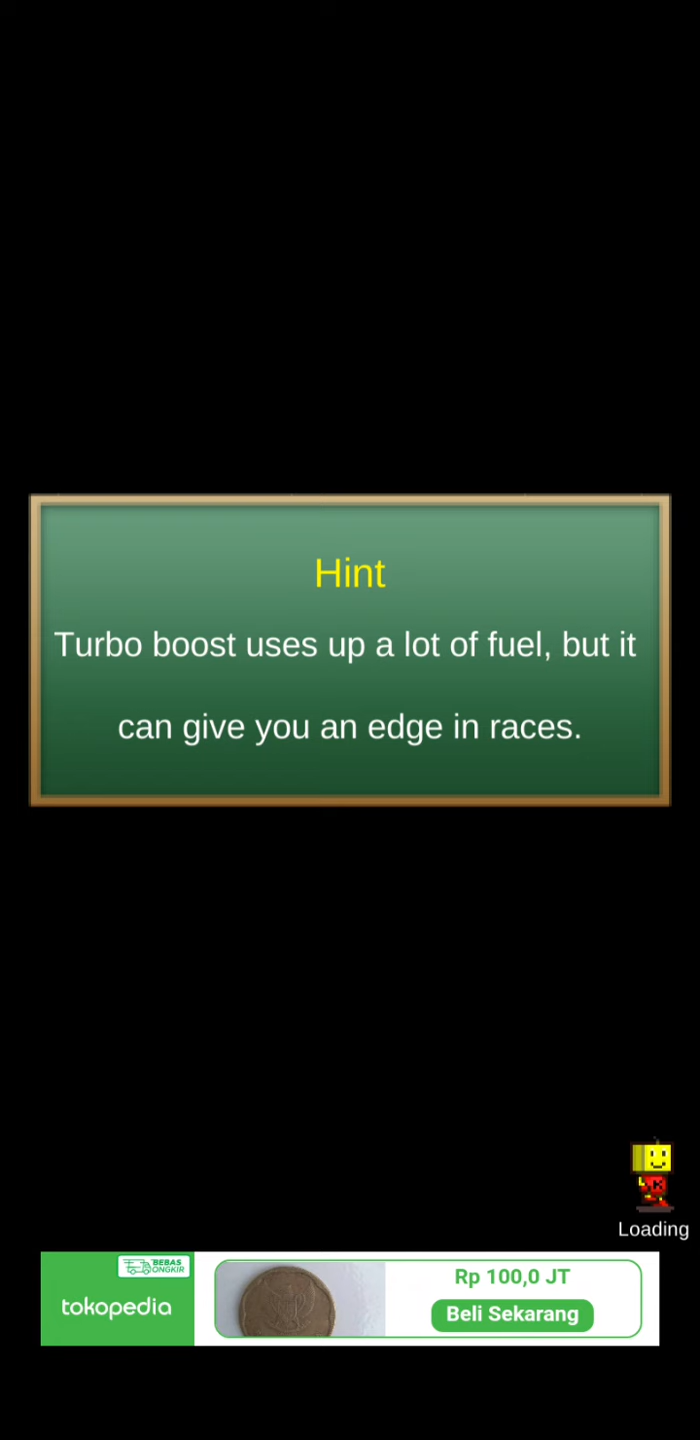 Hint
Turbo boost uses up a lot of fuel, but it
can give you an edge in races.
K
Loading
BEBAS
ONGKIR
tokopedia
Rp 100,0 JT
Beli Sekarang